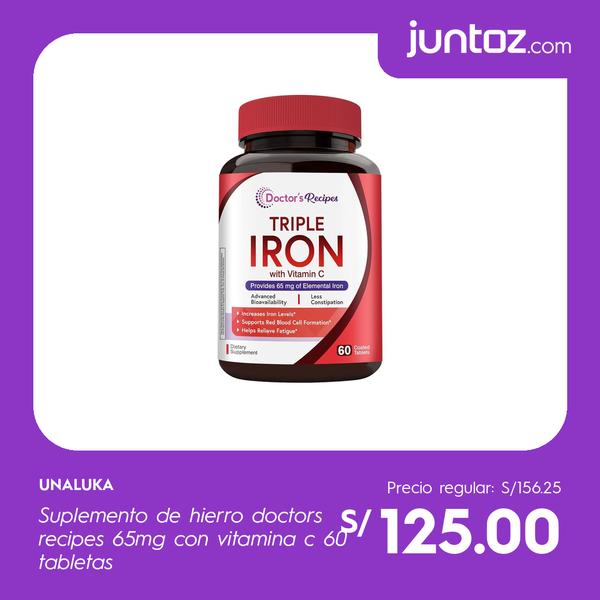 juntoz.com
Doctor's Recipes
TRIPLE
IRON
with Vitamin C
Provides 65 mg of Elemental Iron
Advanced Bioavailability | Less Constipation
Increases Iron Levels*
Supports Red Blood Cell Formation*
Helps Relieve Fatigue*
Dietary Supplement
60 Coated Tablets
UNALUKA
Precio regular: S/156.25
Suplemento de hierro doctors
recipes 65mg con vitamina c 60
tabletas
S/ 125.00